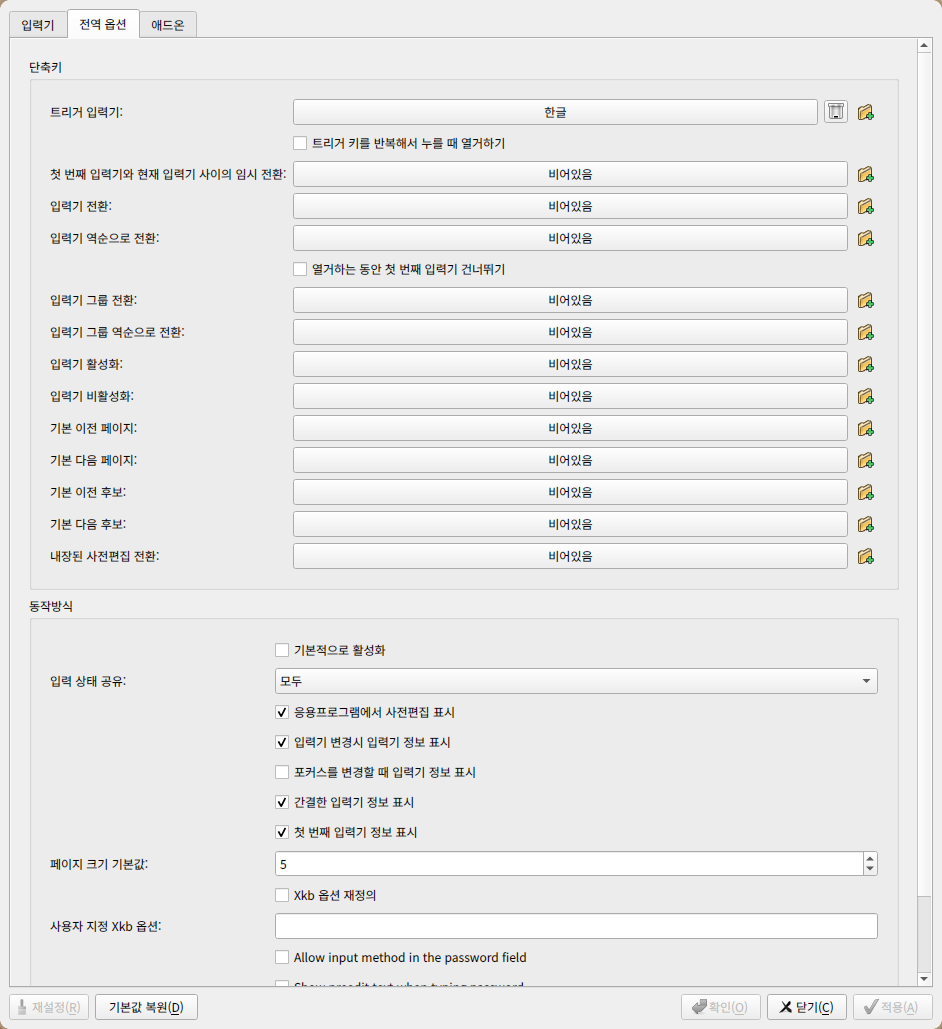 입력기 전역 옵션 애드온
단축키
트리거 입력기: 한글
트리거 키를 반복해서 누를 때 열거하기
첫 번째 입력기와 현재 입력기 사이의 임시 전환: 비어있음
입력기 전환: 비어있음
입력기 역순으로 전환: 비어있음
열거하는 동안 첫 번째 입력기 건너뛰기
입력기 그룹 전환: 비어있음
입력기 그룹 역순으로 전환: 비어있음
입력기 활성화: 비어있음
입력기 비활성화: 비어있음
기본 이전 페이지: 비어있음
기본 다음 페이지: 비어있음
기본 이전 후보: 비어있음
기본 다음 후보: 비어있음
내장된 사전편집 전환: 비어있음
동작방식
기본적으로 활성화
입력 상태 공유: 모두
응용프로그램에서 사전편집 표시
입력기 변경시 입력기 정보 표시
포커스를 변경할 때 입력기 정보 표시
간결한 입력기 정보 표시
첫 번째 입력기 정보 표시
페이지 크기 기본값: 5
Xkb 옵션 재정의
사용자 지정 Xkb 옵션:
Allow input method in the password field
Show preedit text when typing password
재설정(R) 기본값 복원(D) 확인(O) 닫기(C) 적용(A)